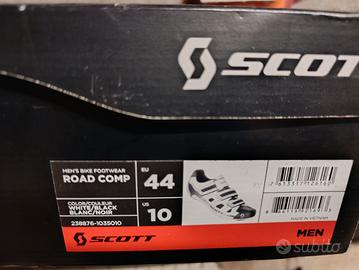 SCOTT
MEN'S BIKE FOOTWEAR
ROAD COMP
EU
44
COLOR/COULEUR
WHITE/BLACK
BLANC/NOIR
238876-1035010
US
10
MADE IN VIETNAM
SCOTT
MEN
subito